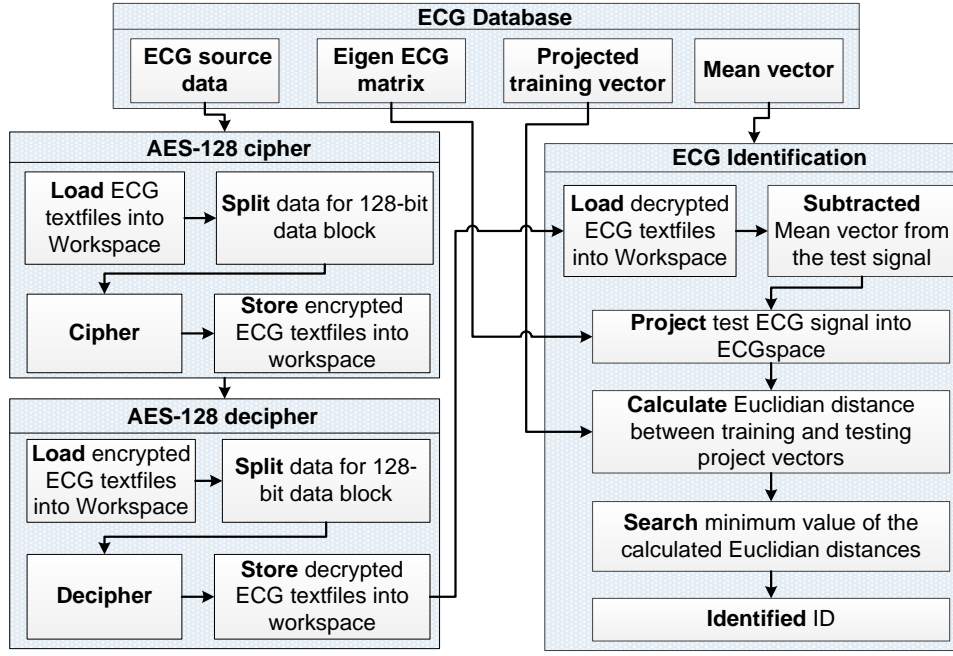 ECG Database
ECG source
data
Eigen ECG
matrix
Projected
training vector
Mean vector
AES-128 cipher
Load ECG
textfiles into
Workspace
Split data for 128-bit
data block
Cipher
Store encrypted
ECG textfiles into
workspace
AES-128 decipher
Load encrypted
ECG textfiles
into Workspace
Split data for 128-
bit data block
Decipher
Store decrypted
ECG textfiles into
workspace
ECG Identification
Load decrypted
ECG textfiles
into Workspace
Subtracted
Mean vector from
the test signal
Project test ECG signal into
ECGspace
Calculate Euclidian distance
between training and testing
project vectors
Search minimum value of the
calculated Euclidian distances
Identified ID